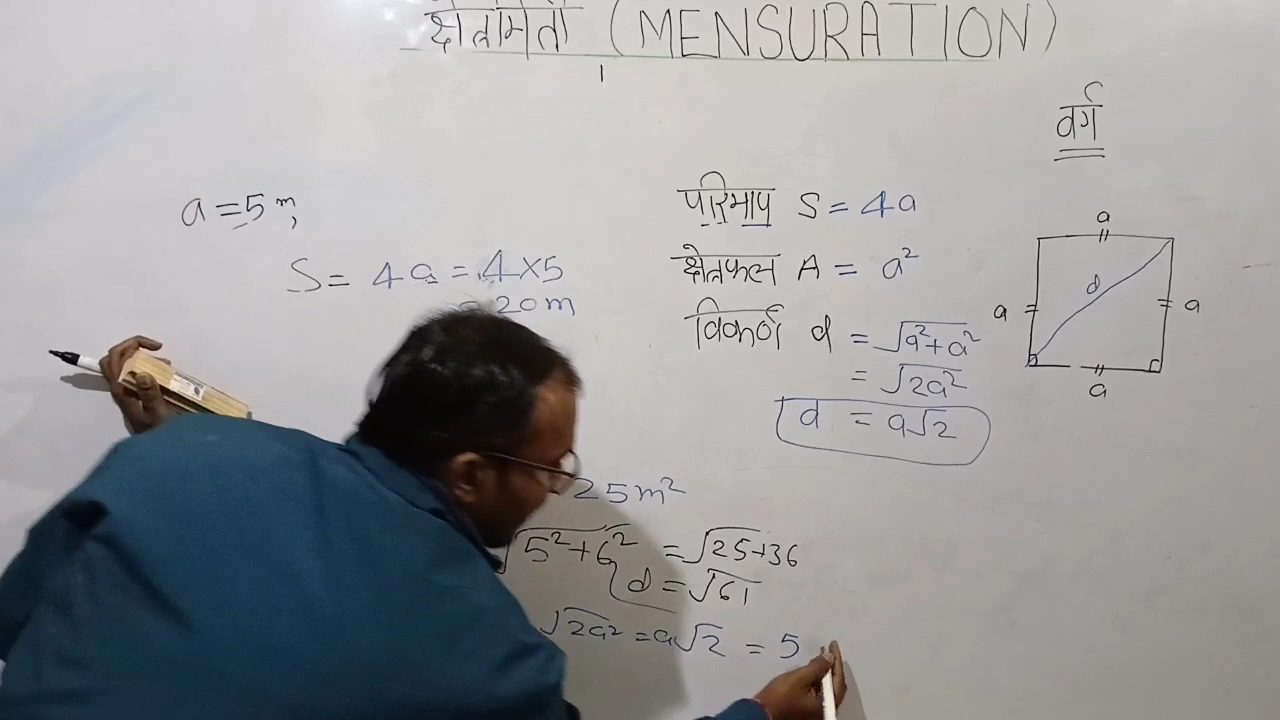 क्षेत्रमिती (MENSURATION)
वर्ग
a = 5 m,
S = 4a = 4×5
= 20 m
परिमाप S = 4a
क्षेत्रफल A = a²
विकर्ण d = √a²+a²
= √2a²
d = a√2
a
a
d
a
a
25m²
√5²+6² = √25+36
d = √61
√2a² = a√2 = 5